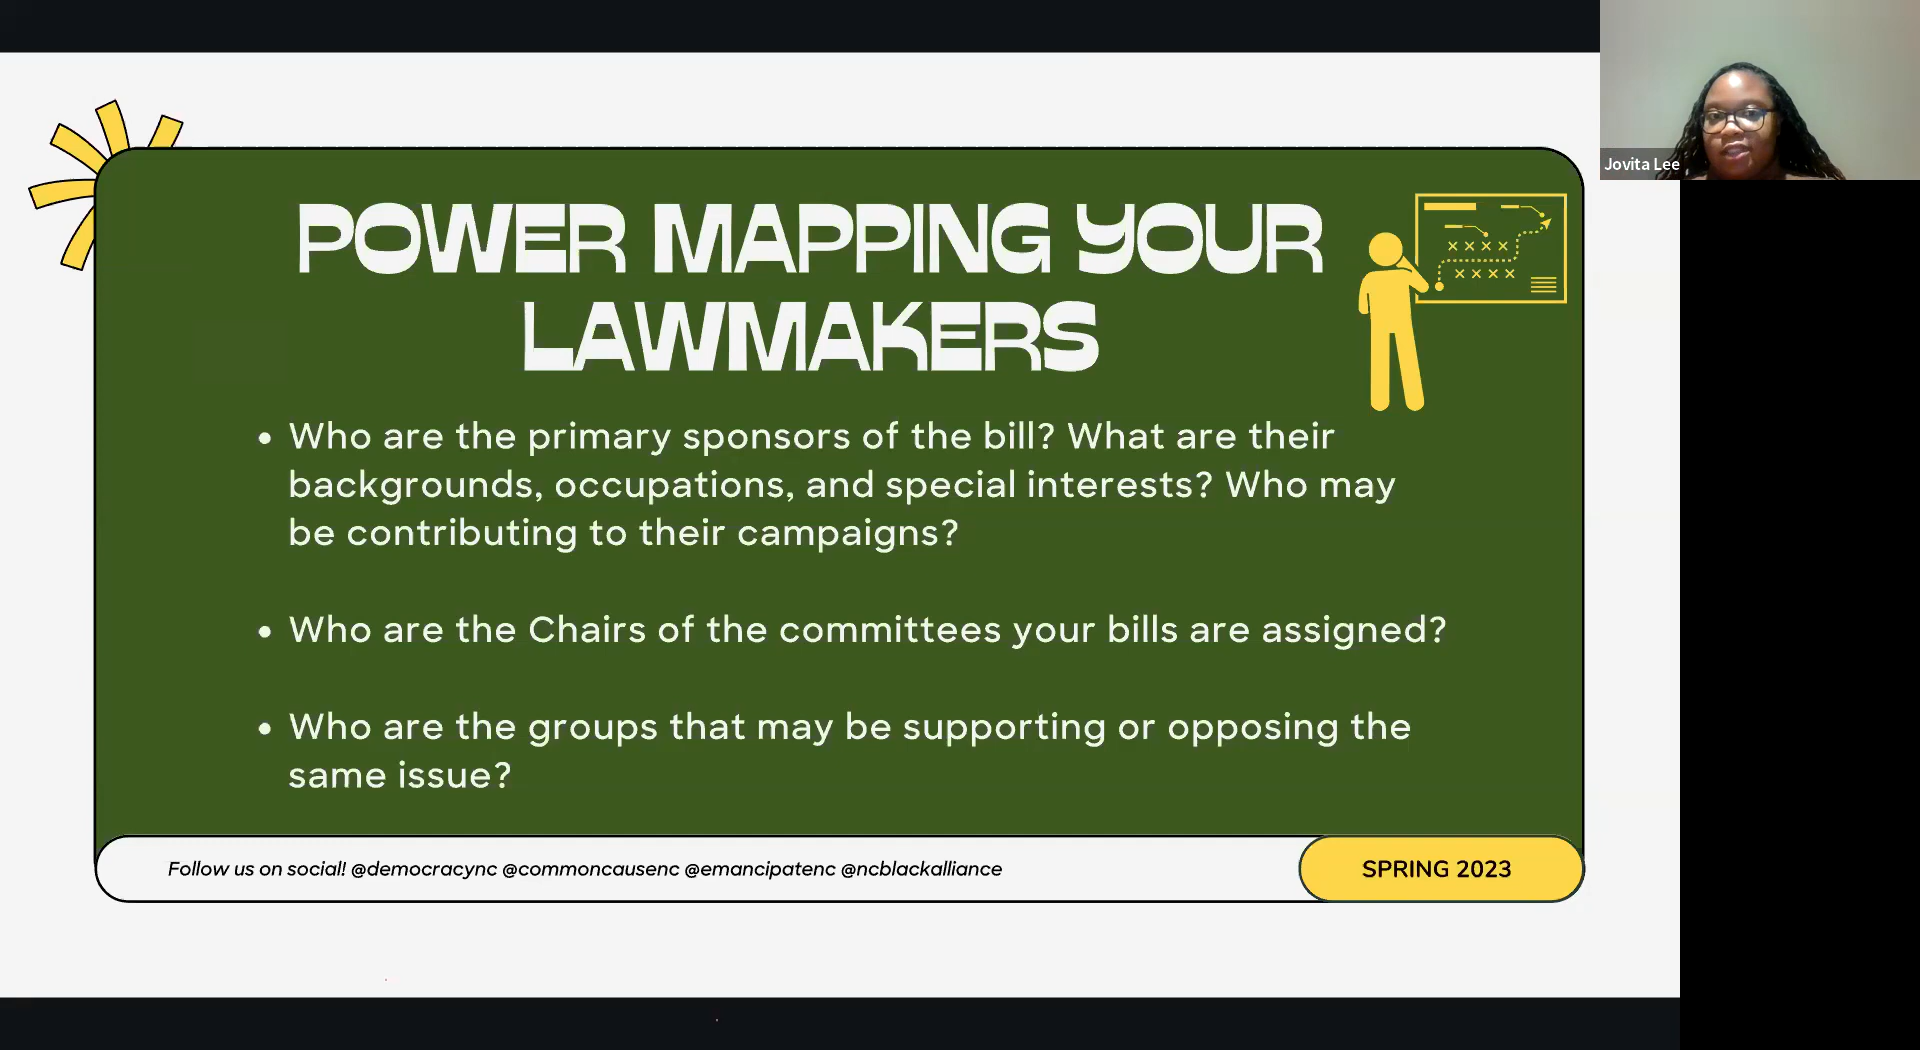 Jovita Lee
POWER MAPPING YOUR
LAWMAKERS
• Who are the primary sponsors of the bill? What are their
backgrounds, occupations, and special interests? Who may
be contributing to their campaigns?
• Who are the Chairs of the committees your bills are assigned?
• Who are the groups that may be supporting or opposing the
same issue?
Follow us on social! @democracync @commoncausenc @emancipatenc @ncblackalliance
SPRING 2023